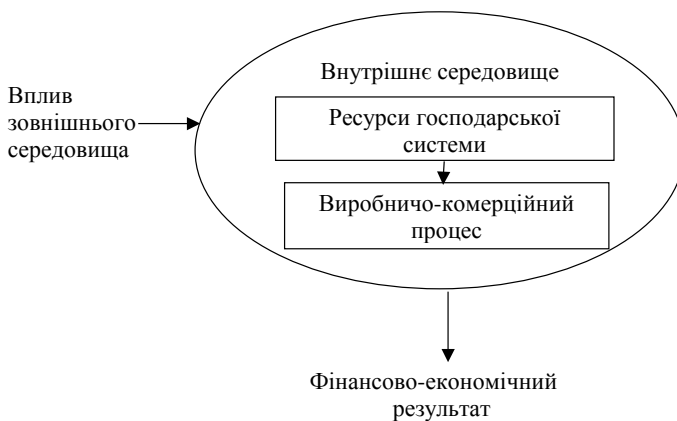 Внутрішнє середовище
Вплив
зовнішнього
середовища
Ресурси господарської
системи
Виробничо-комерційний
процес
Фінансово-економічний
результат